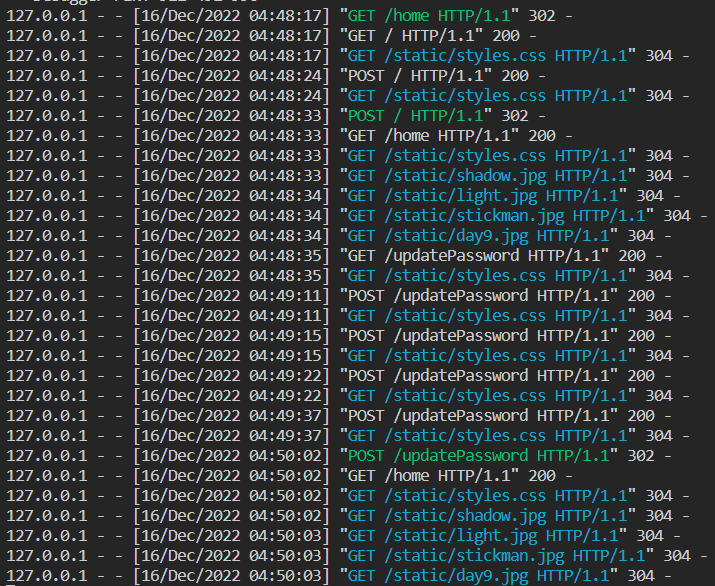 127.0.0.1 - - [16/Dec/2022 04:48:17] "GET /home HTTP/1.1" 302 -
127.0.0.1 - - [16/Dec/2022 04:48:17] "GET / HTTP/1.1" 200 -
127.0.0.1 - - [16/Dec/2022 04:48:17] "GET /static/styles.css HTTP/1.1" 304 -
127.0.0.1 - - [16/Dec/2022 04:48:24] "POST / HTTP/1.1" 200 -
127.0.0.1 - - [16/Dec/2022 04:48:24] "GET /static/styles.css HTTP/1.1" 304 -
127.0.0.1 - - [16/Dec/2022 04:48:33] "POST / HTTP/1.1" 302 -
127.0.0.1 - - [16/Dec/2022 04:48:33] "GET /home HTTP/1.1" 200 -
127.0.0.1 - - [16/Dec/2022 04:48:33] "GET /static/styles.css HTTP/1.1" 304 -
127.0.0.1 - - [16/Dec/2022 04:48:33] "GET /static/shadow.jpg HTTP/1.1" 304 -
127.0.0.1 - - [16/Dec/2022 04:48:34] "GET /static/light.jpg HTTP/1.1" 304 -
127.0.0.1 - - [16/Dec/2022 04:48:34] "GET /static/stickman.jpg HTTP/1.1" 304 -
127.0.0.1 - - [16/Dec/2022 04:48:34] "GET /static/day9.jpg HTTP/1.1" 304 -
127.0.0.1 - - [16/Dec/2022 04:48:35] "GET /updatePassword HTTP/1.1" 200 -
127.0.0.1 - - [16/Dec/2022 04:48:35] "GET /static/styles.css HTTP/1.1" 304 -
127.0.0.1 - - [16/Dec/2022 04:49:11] "POST /updatePassword HTTP/1.1" 200 -
127.0.0.1 - - [16/Dec/2022 04:49:11] "GET /static/styles.css HTTP/1.1" 304 -
127.0.0.1 - - [16/Dec/2022 04:49:15] "POST /updatePassword HTTP/1.1" 200 -
127.0.0.1 - - [16/Dec/2022 04:49:15] "GET /static/styles.css HTTP/1.1" 304 -
127.0.0.1 - - [16/Dec/2022 04:49:22] "POST /updatePassword HTTP/1.1" 200 -
127.0.0.1 - - [16/Dec/2022 04:49:22] "GET /static/styles.css HTTP/1.1" 304 -
127.0.0.1 - - [16/Dec/2022 04:49:37] "POST /updatePassword HTTP/1.1" 200 -
127.0.0.1 - - [16/Dec/2022 04:49:37] "GET /static/styles.css HTTP/1.1" 304 -
127.0.0.1 - - [16/Dec/2022 04:50:02] "POST /updatePassword HTTP/1.1" 302 -
127.0.0.1 - - [16/Dec/2022 04:50:02] "GET /home HTTP/1.1" 200 -
127.0.0.1 - - [16/Dec/2022 04:50:02] "GET /static/styles.css HTTP/1.1" 304 -
127.0.0.1 - - [16/Dec/2022 04:50:02] "GET /static/shadow.jpg HTTP/1.1" 304 -
127.0.0.1 - - [16/Dec/2022 04:50:03] "GET /static/light.jpg HTTP/1.1" 304 -
127.0.0.1 - - [16/Dec/2022 04:50:03] "GET /static/stickman.jpg HTTP/1.1" 304 -
127.0.0.1 - - [16/Dec/2022 04:50:03] "GET /static/day9.jpg HTTP/1.1" 304 -